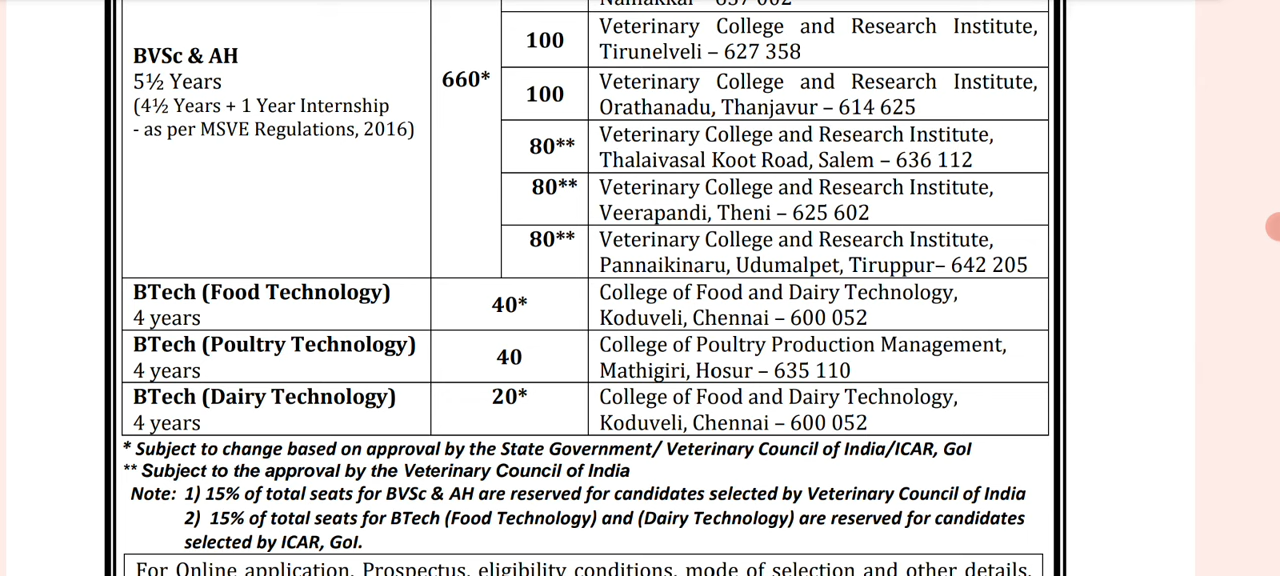 100
Veterinary College and Research Institute,
Tirunelveli – 627 358
BVSc & AH
5½ Years
(4½ Years + 1 Year Internship
- as per MSVE Regulations, 2016)
660*
100
Veterinary College and Research Institute,
Orathanadu, Thanjavur – 614 625
80**
Veterinary College and Research Institute,
Thalaivasal Koot Road, Salem – 636 112
80**
Veterinary College and Research Institute,
Veerapandi, Theni – 625 602
80**
Veterinary College and Research Institute,
Pannaikinaru, Udumalpet, Tiruppur– 642 205
BTech (Food Technology)
4 years
40*
College of Food and Dairy Technology,
Koduveli, Chennai – 600 052
BTech (Poultry Technology)
4 years
40
College of Poultry Production Management,
Mathigiri, Hosur – 635 110
BTech (Dairy Technology)
4 years
20*
College of Food and Dairy Technology,
Koduveli, Chennai – 600 052
* Subject to change based on approval by the State Government/ Veterinary Council of India/ICAR, GoI
** Subject to the approval by the Veterinary Council of India
Note: 1) 15% of total seats for BVSc & AH are reserved for candidates selected by Veterinary Council of India
2) 15% of total seats for BTech (Food Technology) and (Dairy Technology) are reserved for candidates
selected by ICAR, GoI.
For Online application, Prospectus, eligibility conditions, mode of selection and other details,